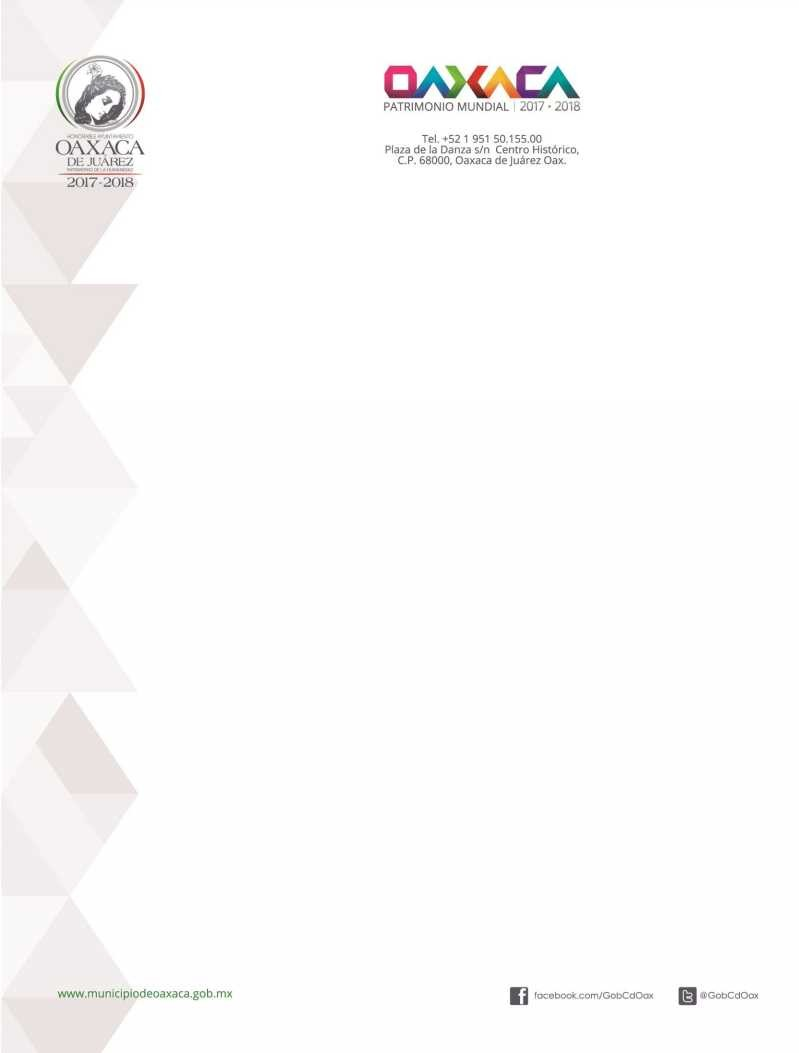 HONORABLE AYUNTAMIENTO
OAXACA
DE JUÁREZ
PATRIMONIO DE LA HUMANIDAD
2017-2018
OAXACA
PATRIMONIO MUNDIAL | 2017 • 2018
Tel. +52 1 951 50.155.00
Plaza de la Danza s/n Centro Histórico,
C.P. 68000, Oaxaca de Juárez Oax.
www.municipiodeoaxaca.gob.mx
facebook.com/GobCdOax
@GobCdOax